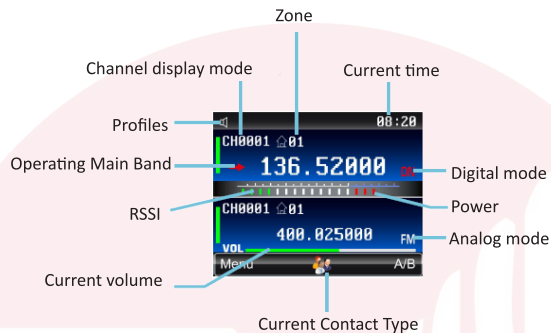 Zone
Channel display mode
Current time
Profiles
08:20
CH0001 01
Operating Main Band
136.52000
Digital mode
RSSI
Power
CH0001 01
400.025000
FM
Analog mode
VOL
Current volume
Menu
A/B
Current Contact Type